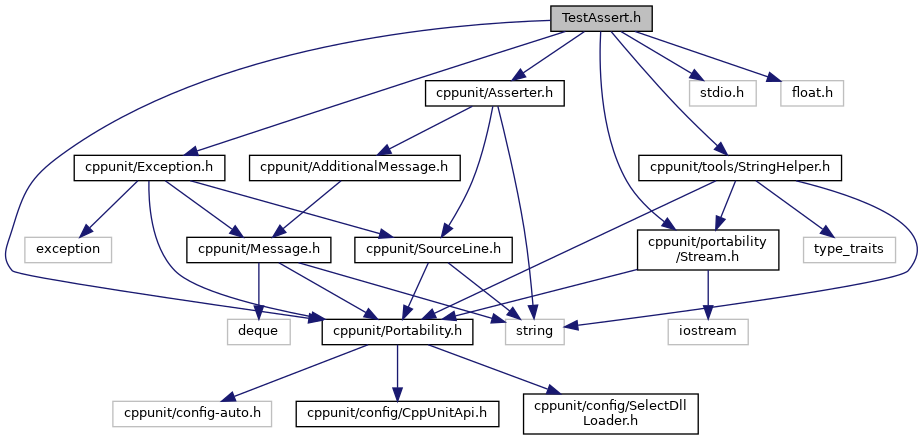 TestAssert.h
cppunit/Asserter.h
stdio.h
float.h
cppunit/Exception.h
cppunit/AdditionalMessage.h
cppunit/tools/StringHelper.h
exception
cppunit/Message.h
cppunit/SourceLine.h
cppunit/portability
/Stream.h
type_traits
deque
cppunit/Portability.h
string
iostream
cppunit/config-auto.h
cppunit/config/CppUnitApi.h
cppunit/config/SelectDll
Loader.h